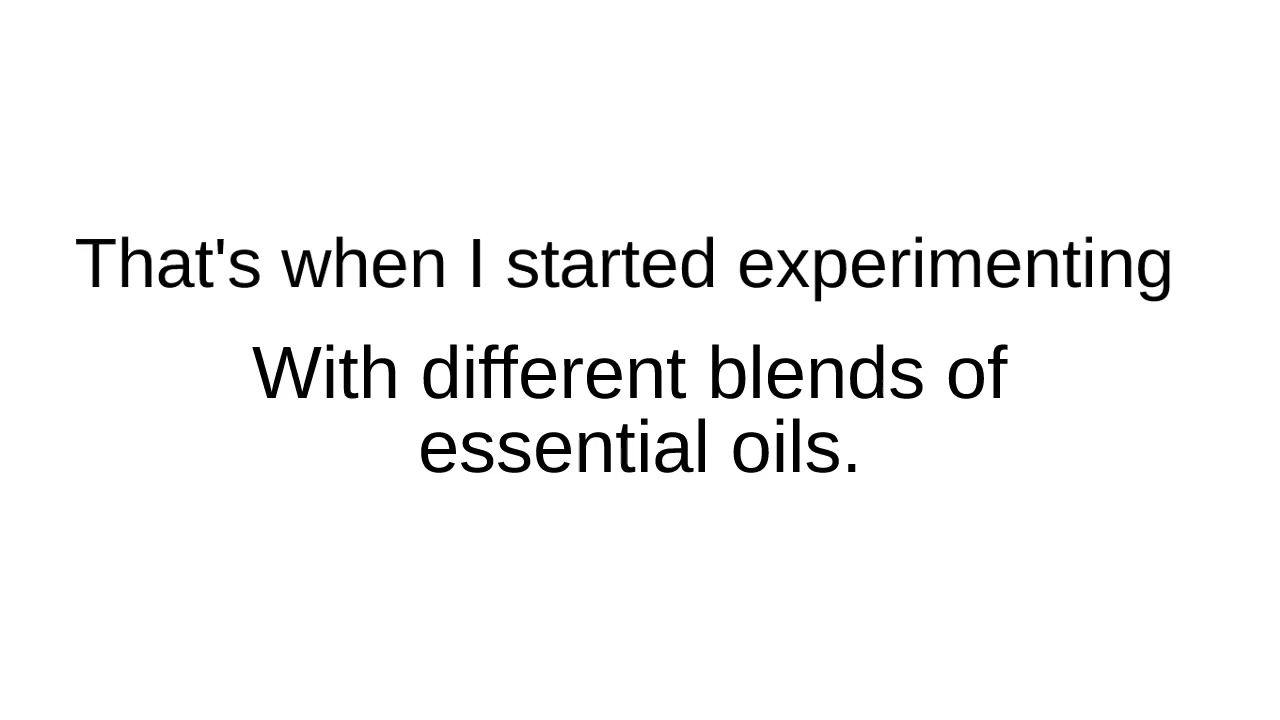 That's when I started experimenting
With different blends of
essential oils.